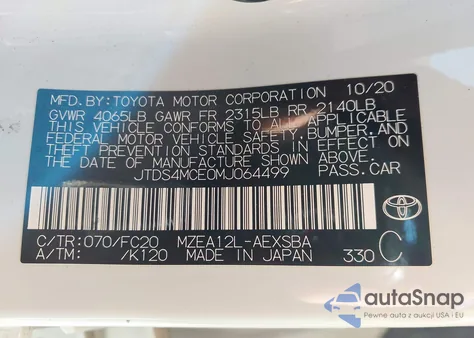 MFD. BY: TOYOTA MOTOR CORPORATION 10/20
GVWR 4065LB GAWR FR 2315LB RR 2140LB
THIS VEHICLE CONFORMS TO ALL APPLICABLE
FEDERAL MOTOR VEHICLE SAFETY, BUMPER, AND
THEFT PREVENTION STANDARDS IN EFFECT ON
THE DATE OF MANUFACTURE SHOWN ABOVE.
JTDS4MCE0MJ064499 PASS.CAR
TOYOTA
C/TR:070/FC20 MZEA12L-AEXSBA
A/TM: /K120 MADE IN JAPAN 330 C
autoSnap
Pewne auta z aukcji USA i EU